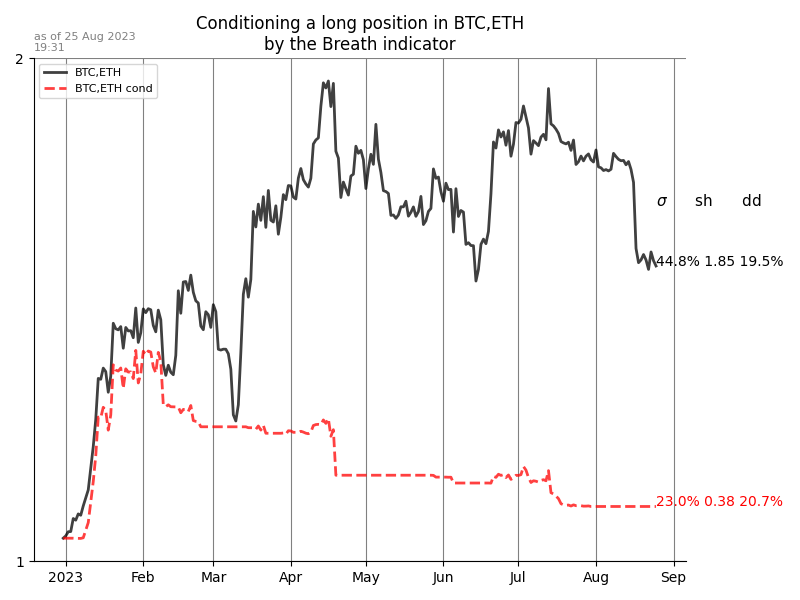 Conditioning a long position in BTC,ETH
by the Breath indicator
as of 25 Aug 2023
19:31
2
BTC,ETH
BTC,ETH cond
σ sh dd
44.8% 1.85 19.5%
23.0% 0.38 20.7%
1
2023 Feb Mar Apr May Jun Jul Aug Sep